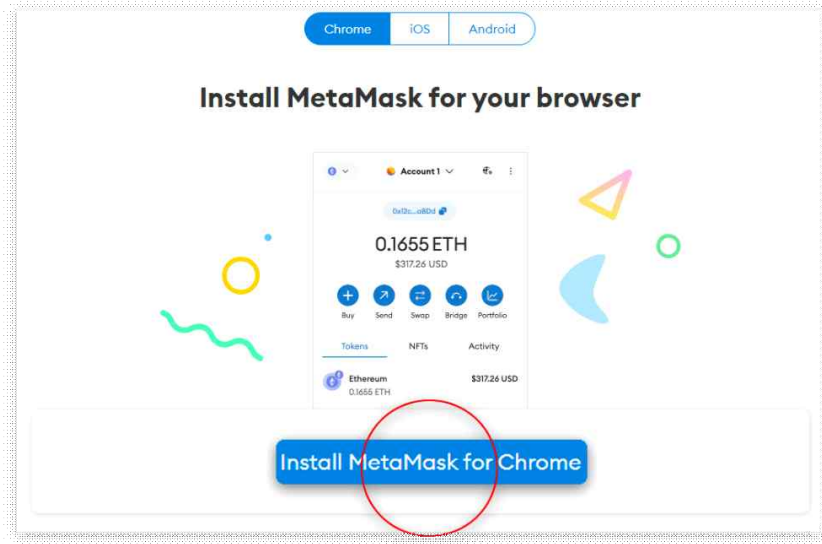 Chrome iOS Android
Install MetaMask for your browser
Account 1
0.1655 ETH
$317.26 USD
Buy Send Swap Bridge Portfolio
Tokens NFTs Activity
Ethereum $317.26 USD
0.1655 ETH
Install MetaMask for Chrome